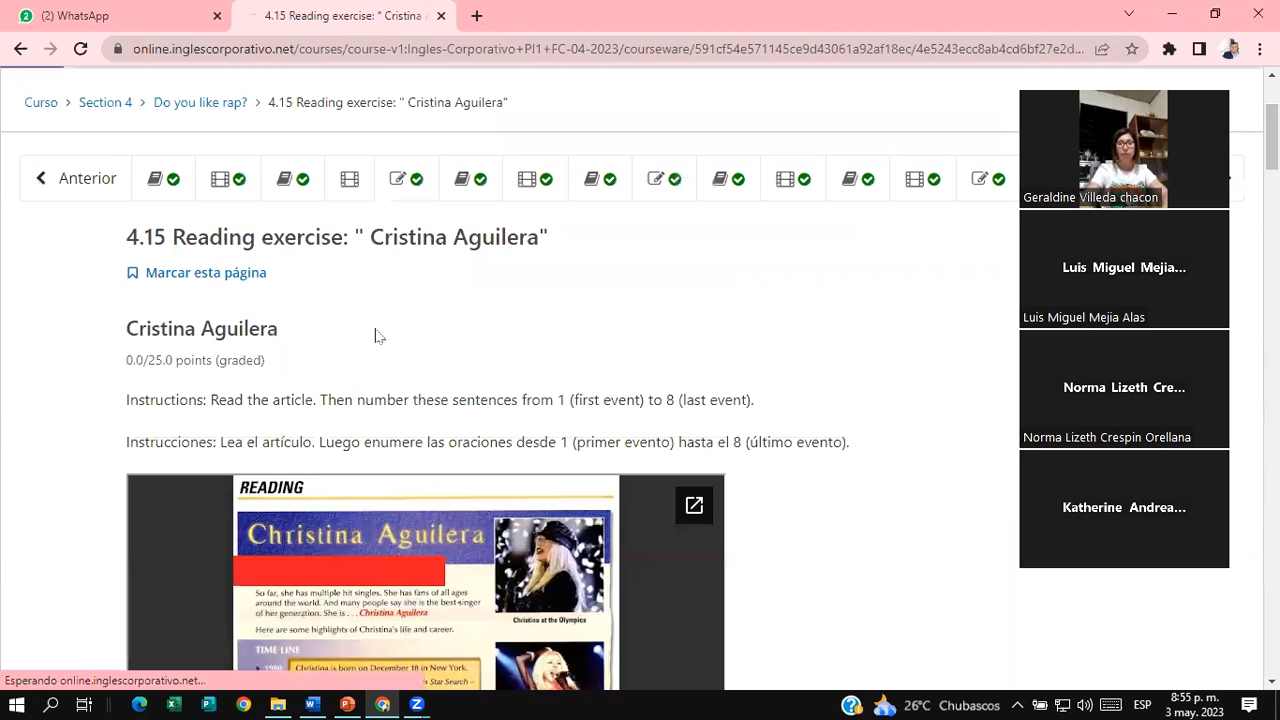 (2) WhatsApp
4.15 Reading exercise: " Cristina
online.inglescorporativo.net/courses/course-v1:Ingles-Corporativo+PI1+FC-04-2023/courseware/591cf54e571145ce9d43061a92af18ec/4e5243ecc8ab4cd6bf27e2d...
Curso > Section 4 > Do you like rap? > 4.15 Reading exercise: " Cristina Aguilera"
Anterior
4.15 Reading exercise: " Cristina Aguilera"
Marcar esta página
Cristina Aguilera
0.0/25.0 points (graded)
Instructions: Read the article. Then number these sentences from 1 (first event) to 8 (last event).
Instrucciones: Lea el artículo. Luego enumere las oraciones desde 1 (primer evento) hasta el 8 (último evento).
READING
Christina Aguilera
So far, she has multiple hit singles. She has fans of all ages
around the world. And many people say she is the best singer
of her generation. She is . . . Christina Aguilera
Here are some highlights of Christina's life and career.
Christina at the Olympics
TIME LINE
Christina is born on December 18 in New York.
Star Search –
Geraldine Villeda chacon
Luis Miguel Mejia...
Luis Miguel Mejia Alas
Norma Lizeth Cre...
Norma Lizeth Crespin Orellana
Katherine Andrea...
Esperando online.inglescorporativo.net...
26°C Chubascos
ESP
8:55 p. m.
3 may. 2023